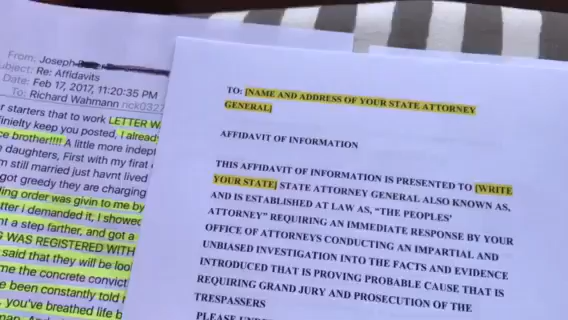 From: Joseph
ubject: Re: Affidavits
Date: Feb 17, 2017, 11:20:35 PM
To: Richard Wahmann rick0327
r starters that to work LETTER W
finielty keep you posted, I alread
ce brother!!!! A little more indep
daughters, First with my first
m still married just havnt lived
got greedy they are charging
ling order was givin to me by
tter i demanded it, I showed
nt a step farther, and got a
G WAS REGISTERED WITH
said that they will be loo
me the concrete convict
e been constantly told
, you've breathed life b
TO: [NAME AND ADDRESS OF YOUR STATE ATTORNEY
GENERAL]
AFFIDAVIT OF INFORMATION
THIS AFFIDAVIT OF INFORMATION IS PRESENTED TO [WRITE
YOUR STATE] STATE ATTORNEY GENERAL ALSO KNOWN AS,
AND IS ESTABLISHED AT LAW AS, "THE PEOPLES'
ATTORNEY" REQUIRING AN IMMEDIATE RESPONSE BY YOUR
OFFICE OF ATTORNEYS CONDUCTING AN IMPARTIAL AND
UNBIASED INVESTIGATION INTO THE FACTS AND EVIDENCE
INTRODUCED THAT IS PROVING PROBABLE CAUSE THAT IS
REQUIRING GRAND JURY AND PROSECUTION OF THE
TRESPASSERS
PLEASE